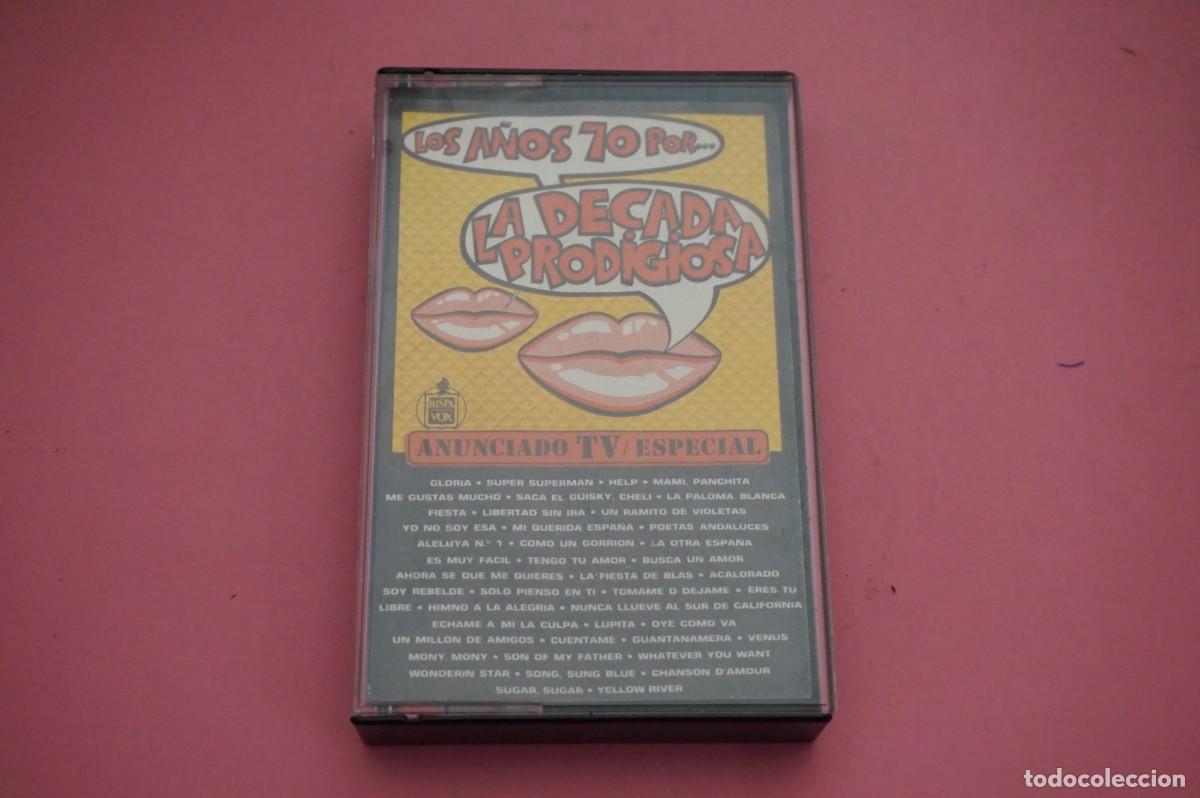 LOS AÑOS 70 POR...
LA DECADA
PRODIGIOSA
HISPA
VOX
ANUNCIADO TV/ESPECIAL
GLORIA • SUPER SUPERMAN • HELP • MAMI, PANCHITA
ME GUSTAS MUCHO • SACA EL GÜISKY, CHELI • LA PALOMA BLANCA
FIESTA • LIBERTAD SIN IRA • UN RAMITO DE VIOLETAS
YO NO SOY ESA • MI QUERIDA ESPAÑA • POETAS ANDALUCES
ALELUYA N.º 1 • COMO UN GORRION • LA OTRA ESPAÑA
ES MUY FACIL • TENGO TU AMOR • BUSCA UN AMOR
AHORA SE QUE ME QUIERES • LA FIESTA DE BLAS • ACALORADO
SOY REBELDE • SOLO PIENSO EN TI • TOMAME O DEJAME • ERES TU
LIBRE • HIMNO A LA ALEGRIA • NUNCA LLUEVE AL SUR DE CALIFORNIA
ECHAME A MI LA CULPA • LUPITA • OYE COMO VA
UN MILLON DE AMIGOS • CUENTAME • GUANTANAMERA • VENUS
MONY, MONY • SON OF MY FATHER • WHATEVER YOU WANT
WONDERIN STAR • SONG, SUNG BLUE • CHANSON D'AMOUR
SUGAR, SUGAR • YELLOW RIVER
todocoleccion